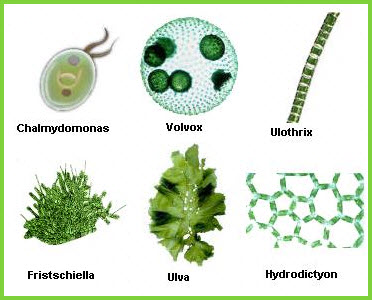 Chalmydomonas
Volvox
Ulothrix
Fristschiella
Ulva
Hydrodictyon